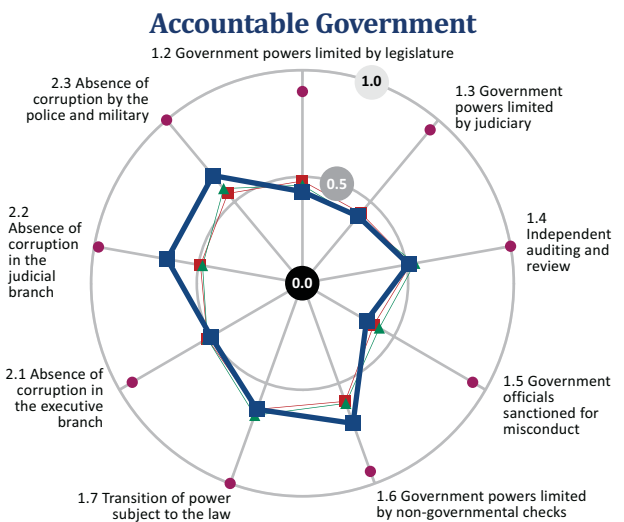 Accountable Government
1.2 Government powers limited by legislature
1.0
2.3 Absence of
corruption by the
police and military
1.3 Government
powers limited
by judiciary
0.5
2.2
Absence of
corruption
in the
judicial
branch
1.4
Independent
auditing and
review
0.0
2.1 Absence of
corruption in
the executive
branch
1.5 Government
officials
sanctioned for
misconduct
1.7 Transition of power
subject to the law
1.6 Government powers limited
by non-governmental checks